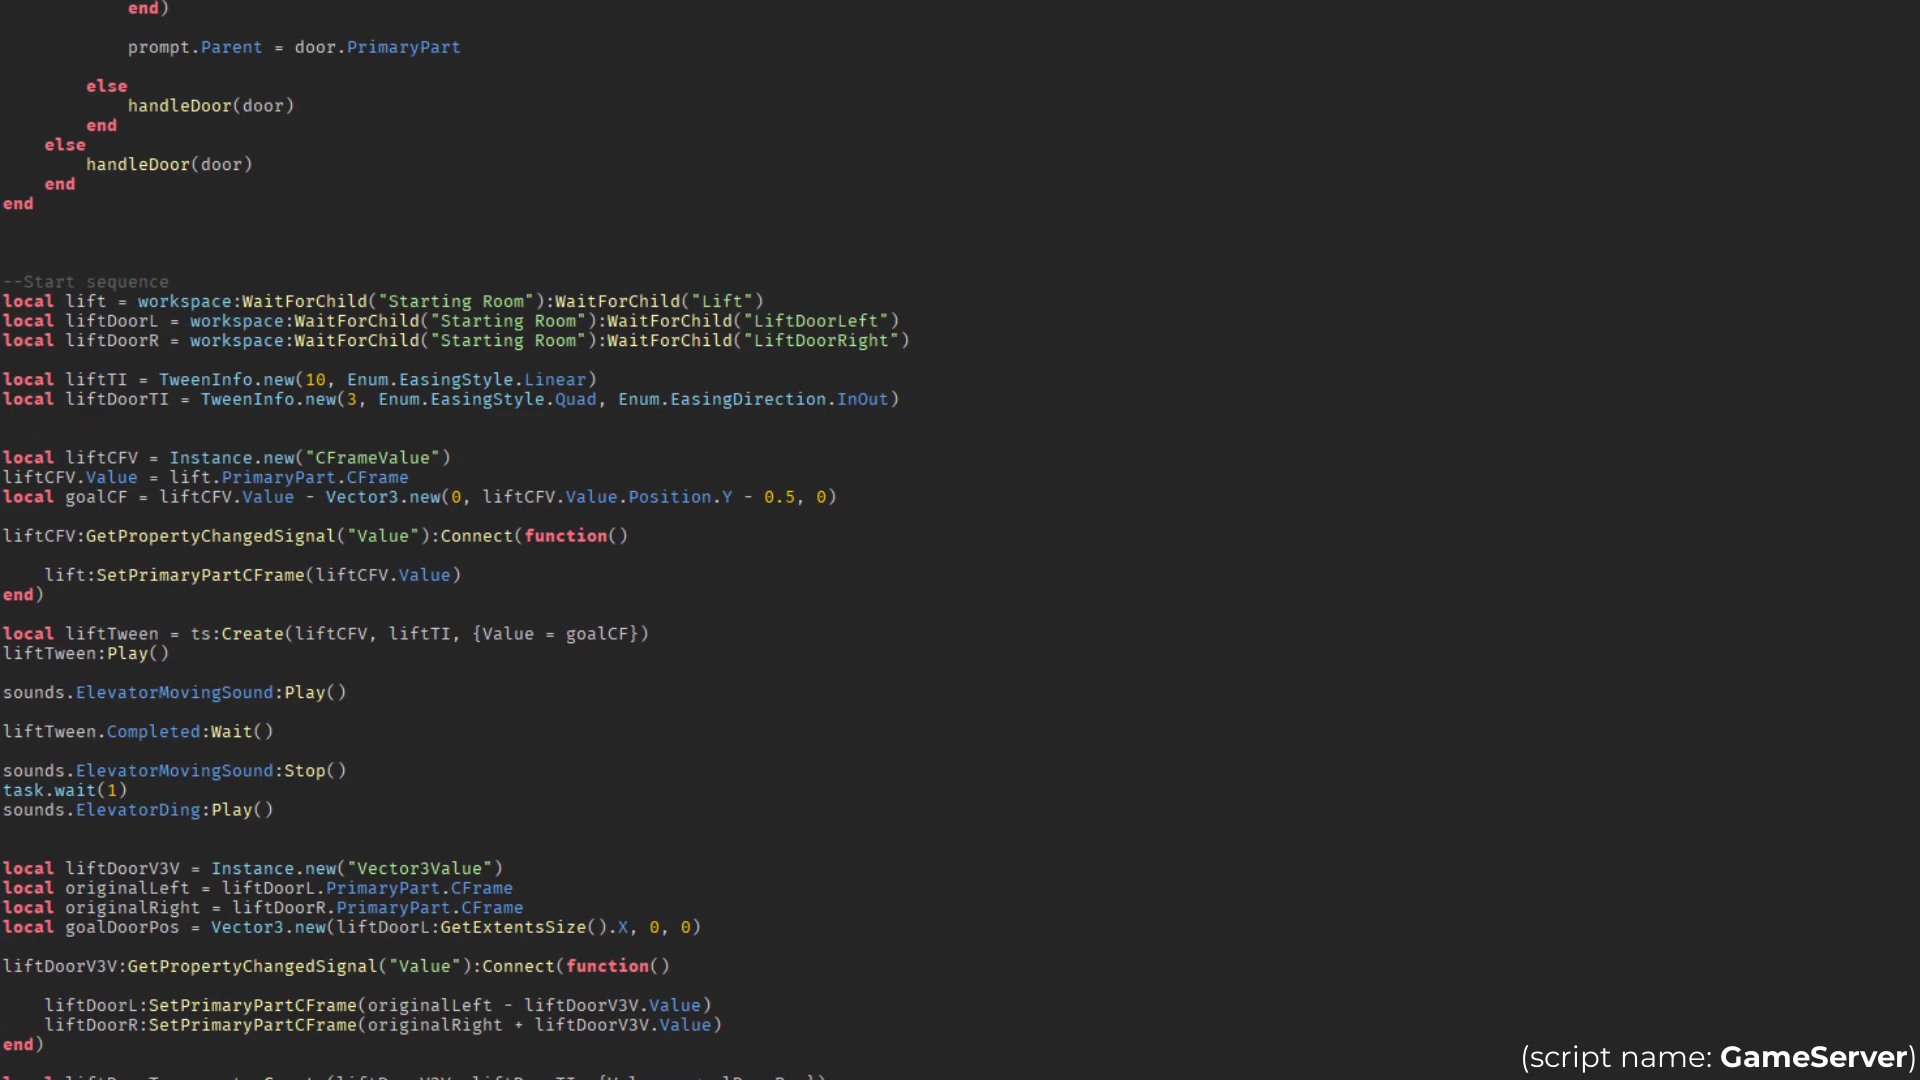 end)
prompt.Parent = door.PrimaryPart
else
handleDoor(door)
end
else
handleDoor(door)
end
end
--Start sequence
local lift = workspace:WaitForChild("Starting Room"):WaitForChild("Lift")
local liftDoorL = workspace:WaitForChild("Starting Room"):WaitForChild("LiftDoorLeft")
local liftDoorR = workspace:WaitForChild("Starting Room"):WaitForChild("LiftDoorRight")
local liftTI = TweenInfo.new(10, Enum.EasingStyle.Linear)
local liftDoorTI = TweenInfo.new(3, Enum.EasingStyle.Quad, Enum.EasingDirection.InOut)
local liftCFV = Instance.new("CFrameValue")
liftCFV.Value = lift.PrimaryPart.CFrame
local goalCF = liftCFV.Value - Vector3.new(0, liftCFV.Value.Position.Y - 0.5, 0)
liftCFV:GetPropertyChangedSignal("Value"):Connect(function()
lift:SetPrimaryPartCFrame(liftCFV.Value)
end)
local liftTween = ts:Create(liftCFV, liftTI, {Value = goalCF})
liftTween:Play()
sounds.ElevatorMovingSound:Play()
liftTween.Completed:Wait()
sounds.ElevatorMovingSound:Stop()
task.wait(1)
sounds.ElevatorDing:Play()
local liftDoorV3V = Instance.new("Vector3Value")
local originalLeft = liftDoorL.PrimaryPart.CFrame
local originalRight = liftDoorR.PrimaryPart.CFrame
local goalDoorPos = Vector3.new(liftDoorL:GetExtentsSize().X, 0, 0)
liftDoorV3V:GetPropertyChangedSignal("Value"):Connect(function()
liftDoorL:SetPrimaryPartCFrame(originalLeft - liftDoorV3V.Value)
liftDoorR:SetPrimaryPartCFrame(originalRight + liftDoorV3V.Value)
end)
(script name: GameServer)